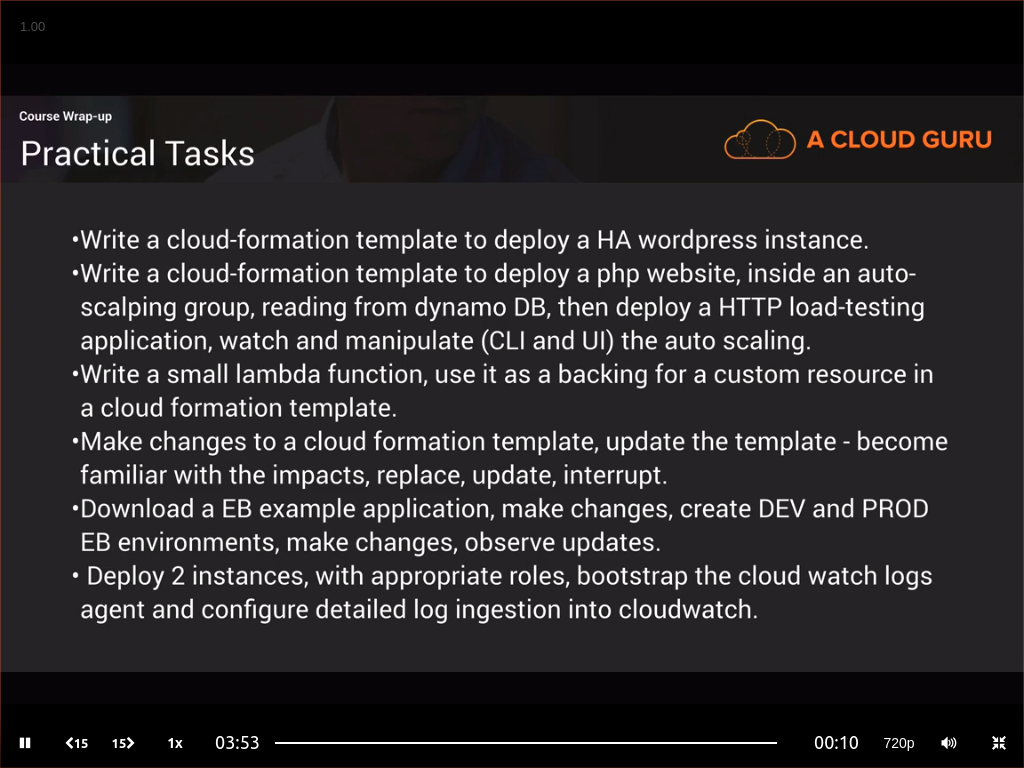 1.00
Course Wrap-up
Practical Tasks
A CLOUD GURU
•Write a cloud-formation template to deploy a HA wordpress instance.
•Write a cloud-formation template to deploy a php website, inside an auto-
scalping group, reading from dynamo DB, then deploy a HTTP load-testing
application, watch and manipulate (CLI and UI) the auto scaling.
•Write a small lambda function, use it as a backing for a custom resource in
a cloud formation template.
•Make changes to a cloud formation template, update the template - become
familiar with the impacts, replace, update, interrupt.
•Download a EB example application, make changes, create DEV and PROD
EB environments, make changes, observe updates.
• Deploy 2 instances, with appropriate roles, bootstrap the cloud watch logs
agent and configure detailed log ingestion into cloudwatch.
15 15 1x 03:53 00:10 720p